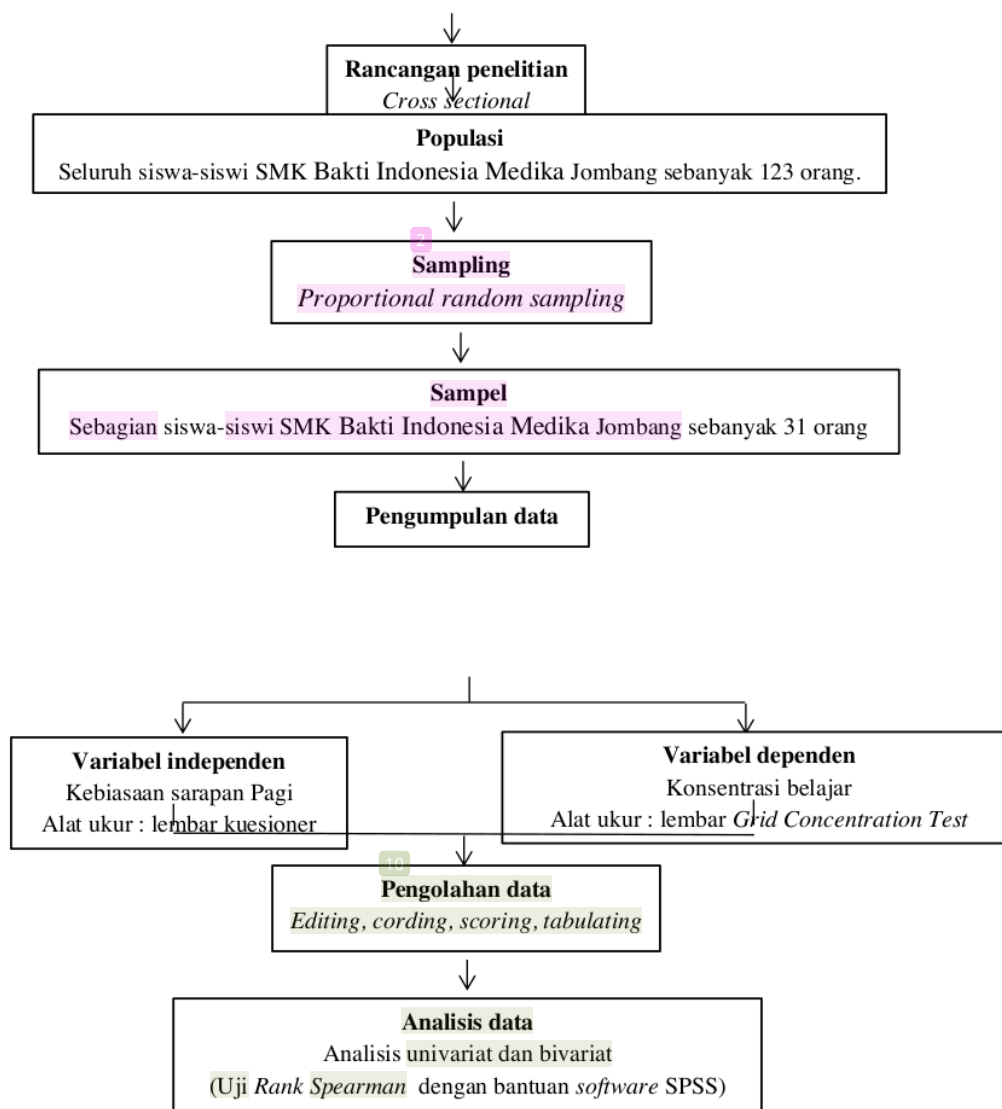 Rancangan penelitian
Cross sectional
Populasi
Seluruh siswa-siswi SMK Bakti Indonesia Medika Jombang sebanyak 123 orang.
2
Sampling
Proportional random sampling
Sampel
Sebagian siswa-siswi SMK Bakti Indonesia Medika Jombang sebanyak 31 orang
Pengumpulan data
Variabel independen
Kebiasaan sarapan Pagi
Alat ukur : lembar kuesioner
Variabel dependen
Konsentrasi belajar
Alat ukur : lembar Grid Concentration Test
10
Pengolahan data
Editing, cording, scoring, tabulating
Analisis data
Analisis univariat dan bivariat
(Uji Rank Spearman dengan bantuan software SPSS)